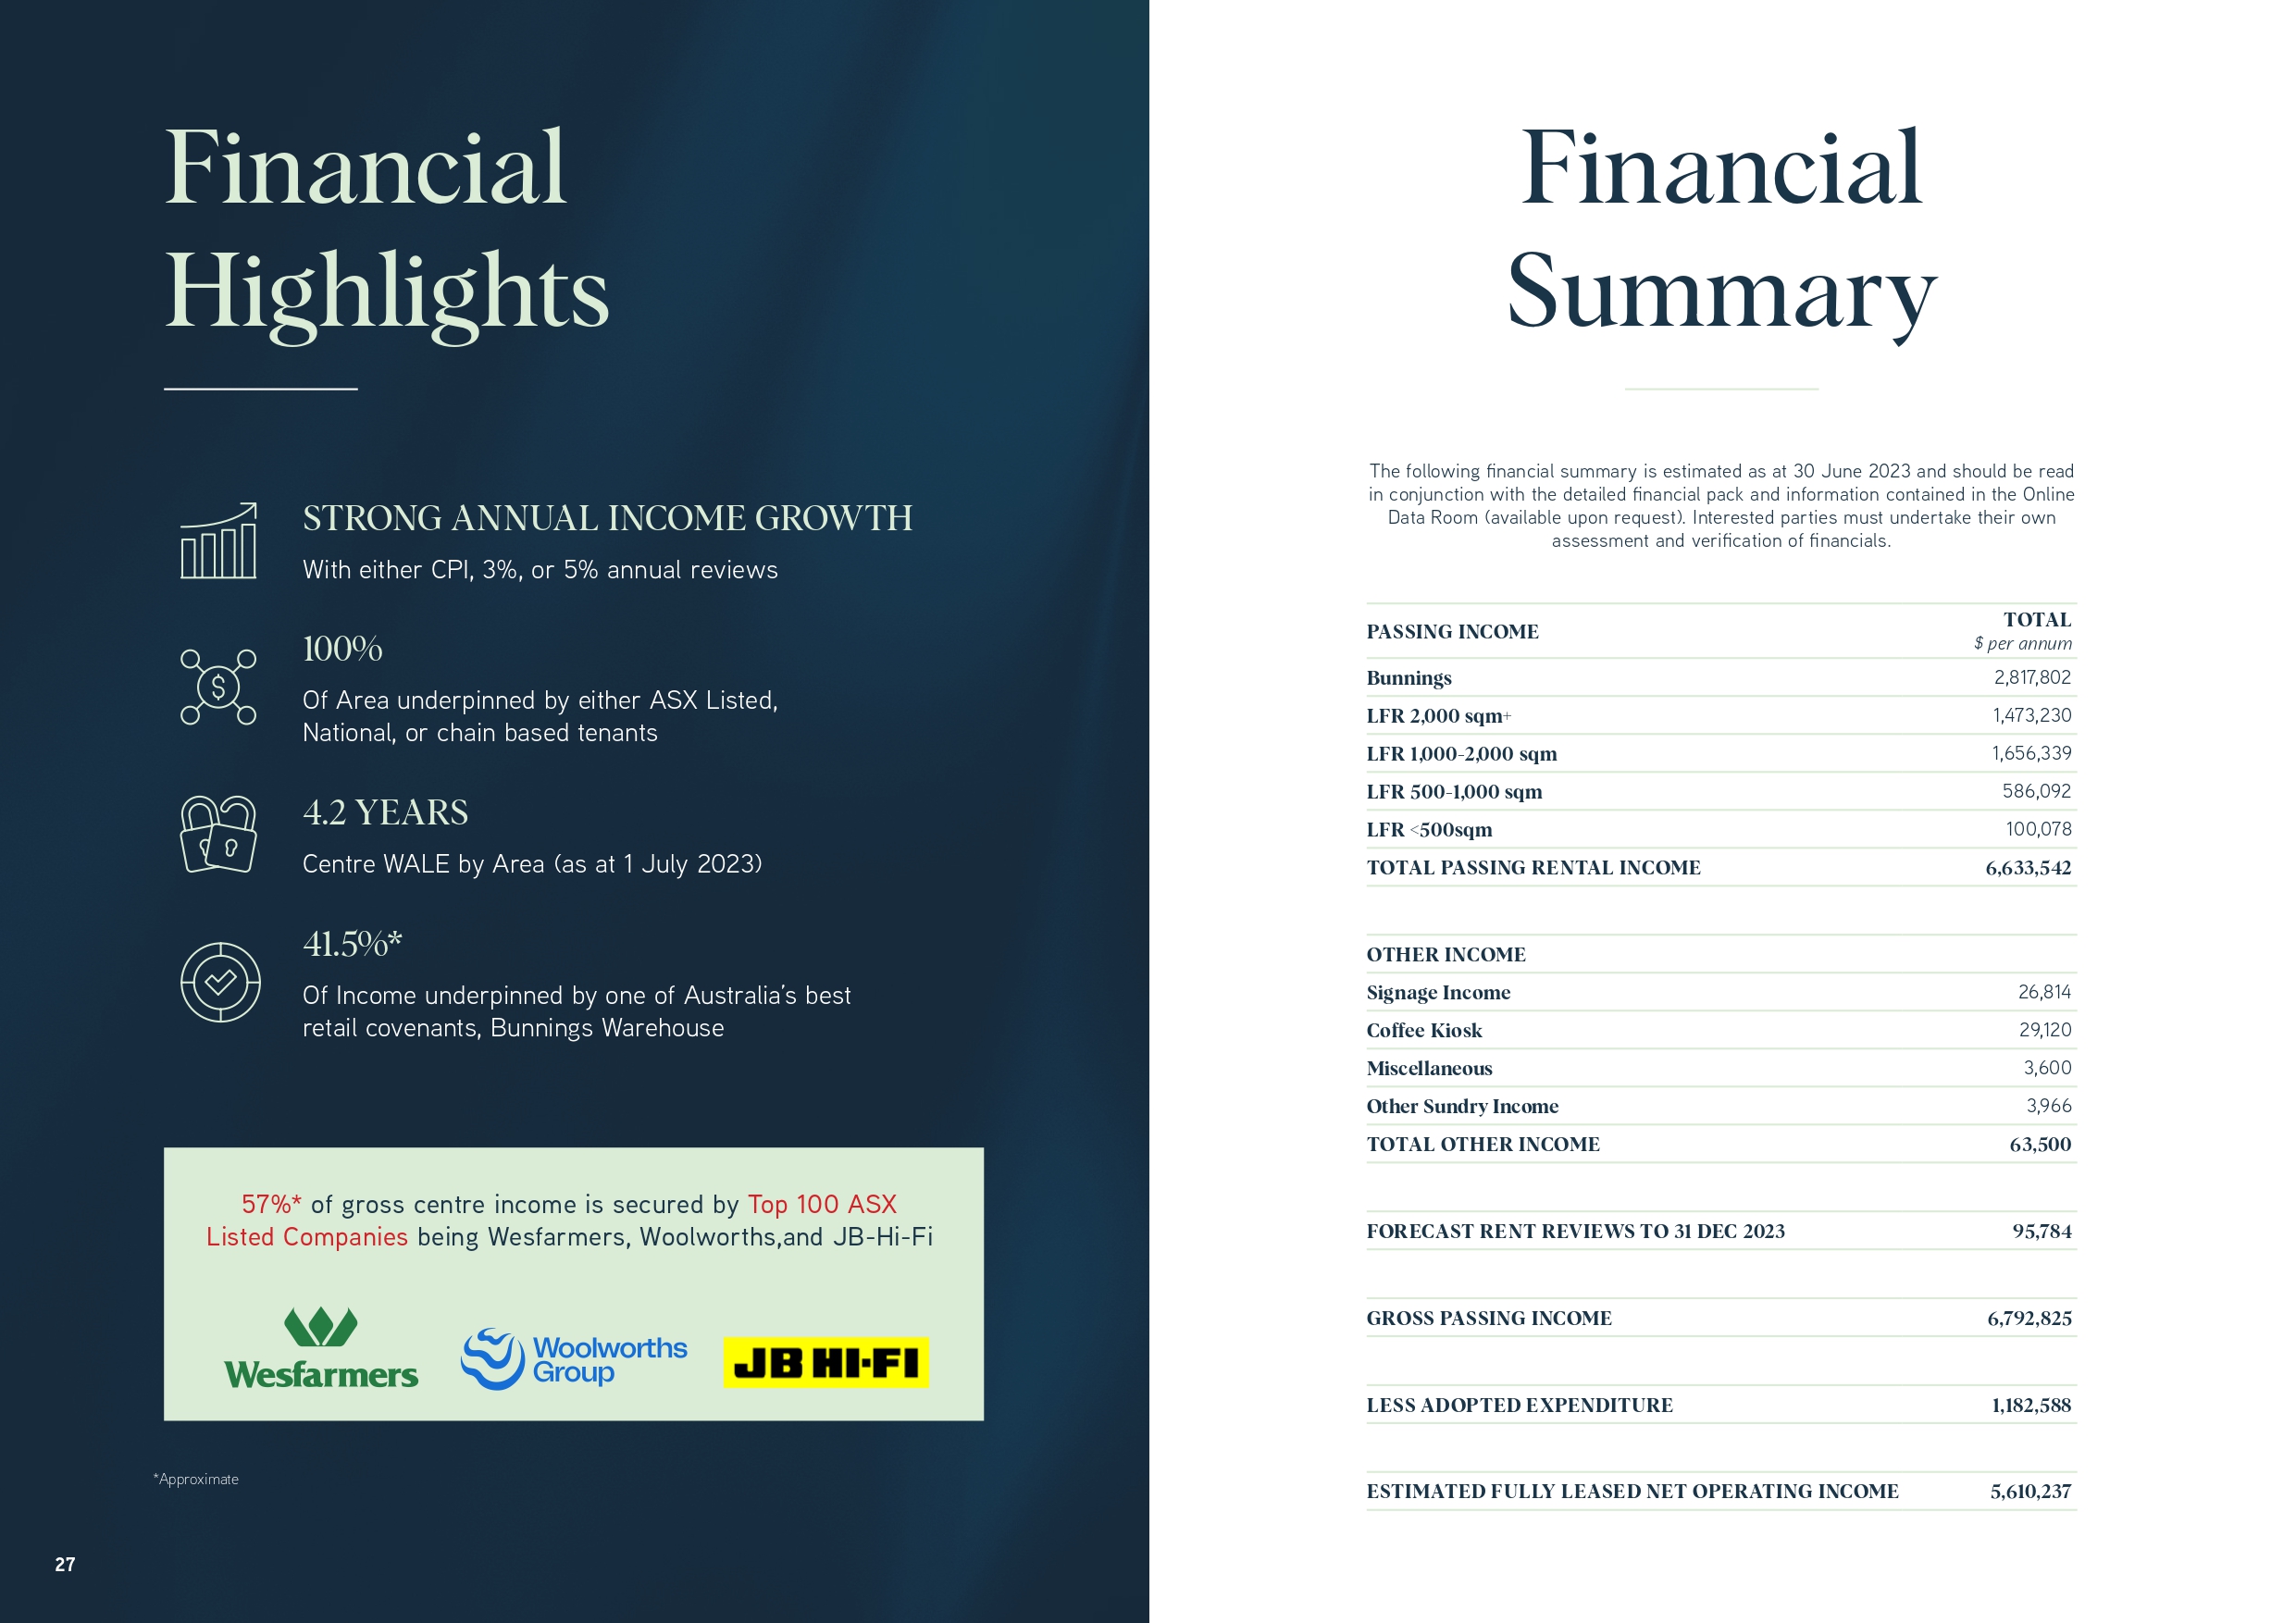 Financial
Highlights
STRONG ANNUAL INCOME GROWTH
With either CPI, 3%, or 5% annual reviews
100%
Of Area underpinned by either ASX Listed,
National, or chain based tenants
4.2 YEARS
Centre WALE by Area (as at 1 July 2023)
41.5%*
Of Income underpinned by one of Australia’s best
retail covenants, Bunnings Warehouse
57%* of gross centre income is secured by Top 100 ASX
Listed Companies being Wesfarmers, Woolworths,and JB-Hi-Fi
Wesfarmers
Woolworths
Group
JB HI-FI
*Approximate
27
Financial
Summary
The following financial summary is estimated as at 30 June 2023 and should be read
in conjunction with the detailed financial pack and information contained in the Online
Data Room (available upon request). Interested parties must undertake their own
assessment and verification of financials.
PASSING INCOME TOTAL
$ per annum
Bunnings 2,817,802
LFR 2,000 sqm+ 1,473,230
LFR 1,000-2,000 sqm 1,656,339
LFR 500-1,000 sqm 586,092
LFR <500sqm 100,078
TOTAL PASSING RENTAL INCOME 6,633,542
OTHER INCOME
Signage Income 26,814
Coffee Kiosk 29,120
Miscellaneous 3,600
Other Sundry Income 3,966
TOTAL OTHER INCOME 63,500
FORECAST RENT REVIEWS TO 31 DEC 2023 95,784
GROSS PASSING INCOME 6,792,825
LESS ADOPTED EXPENDITURE 1,182,588
ESTIMATED FULLY LEASED NET OPERATING INCOME 5,610,237